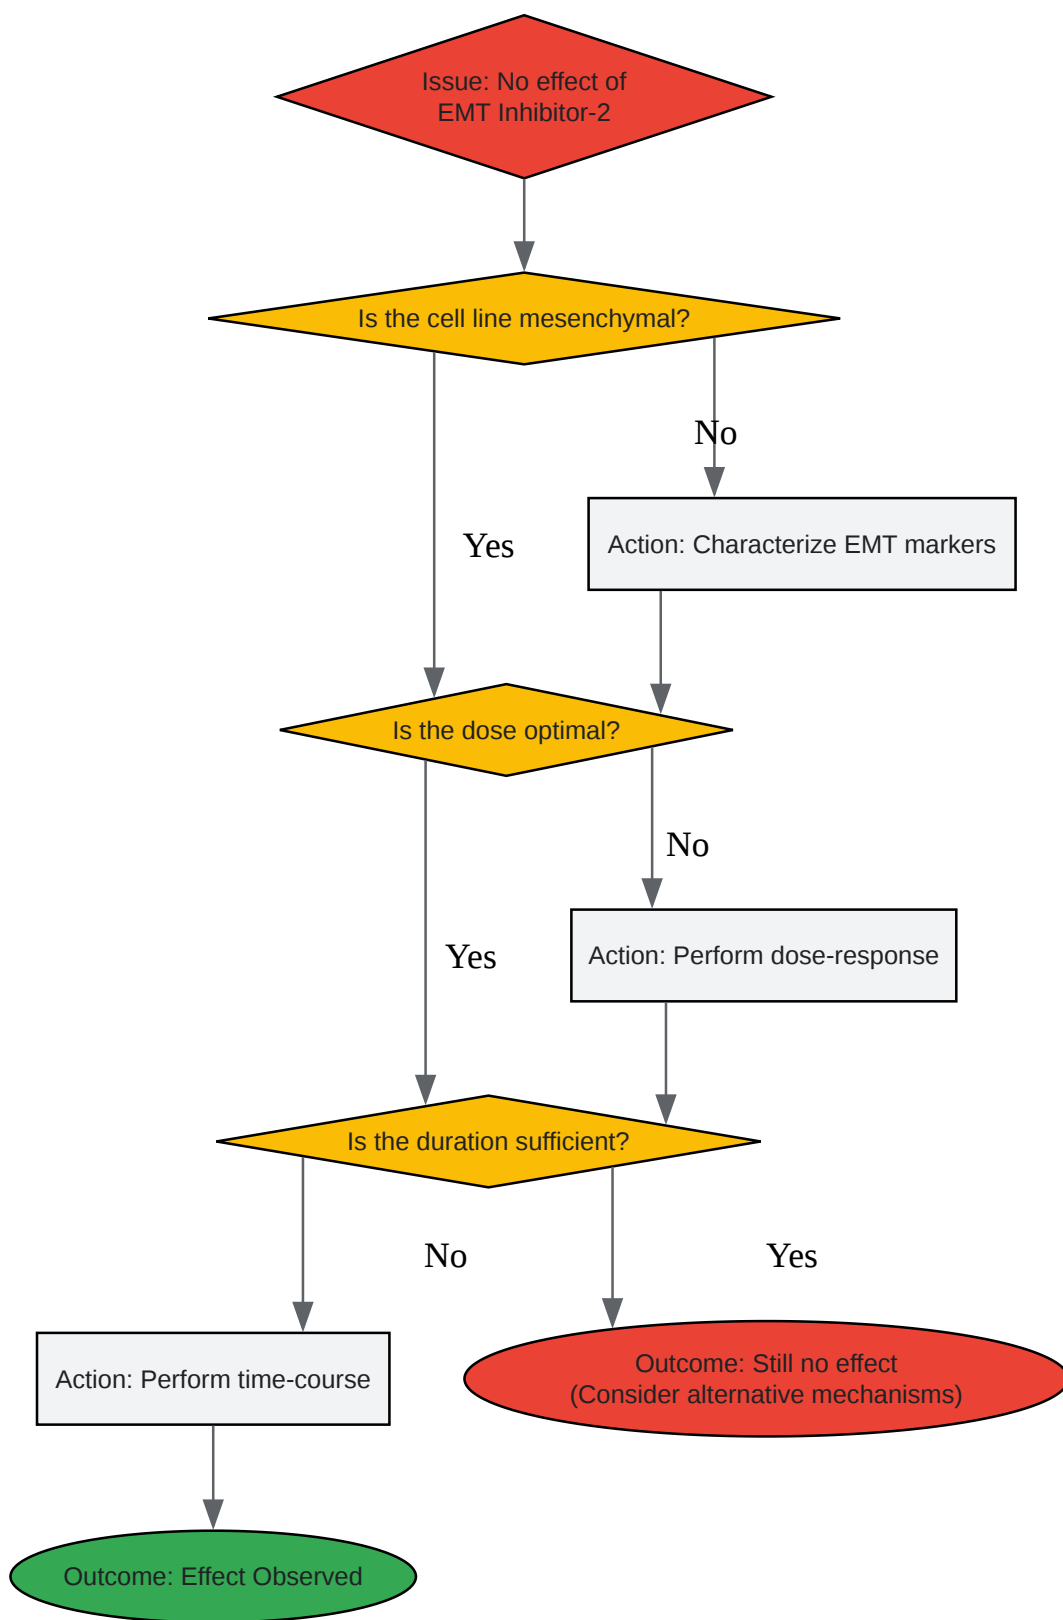 Issue: No effect of
EMT Inhibitor-2
Is the cell line mesenchymal?
No
Yes
Action: Characterize EMT markers
Is the dose optimal?
No
Yes
Action: Perform dose-response
Is the duration sufficient?
No
Yes
Outcome: Still no effect
(Consider alternative mechanisms)
Action: Perform time-course
Outcome: Effect Observed